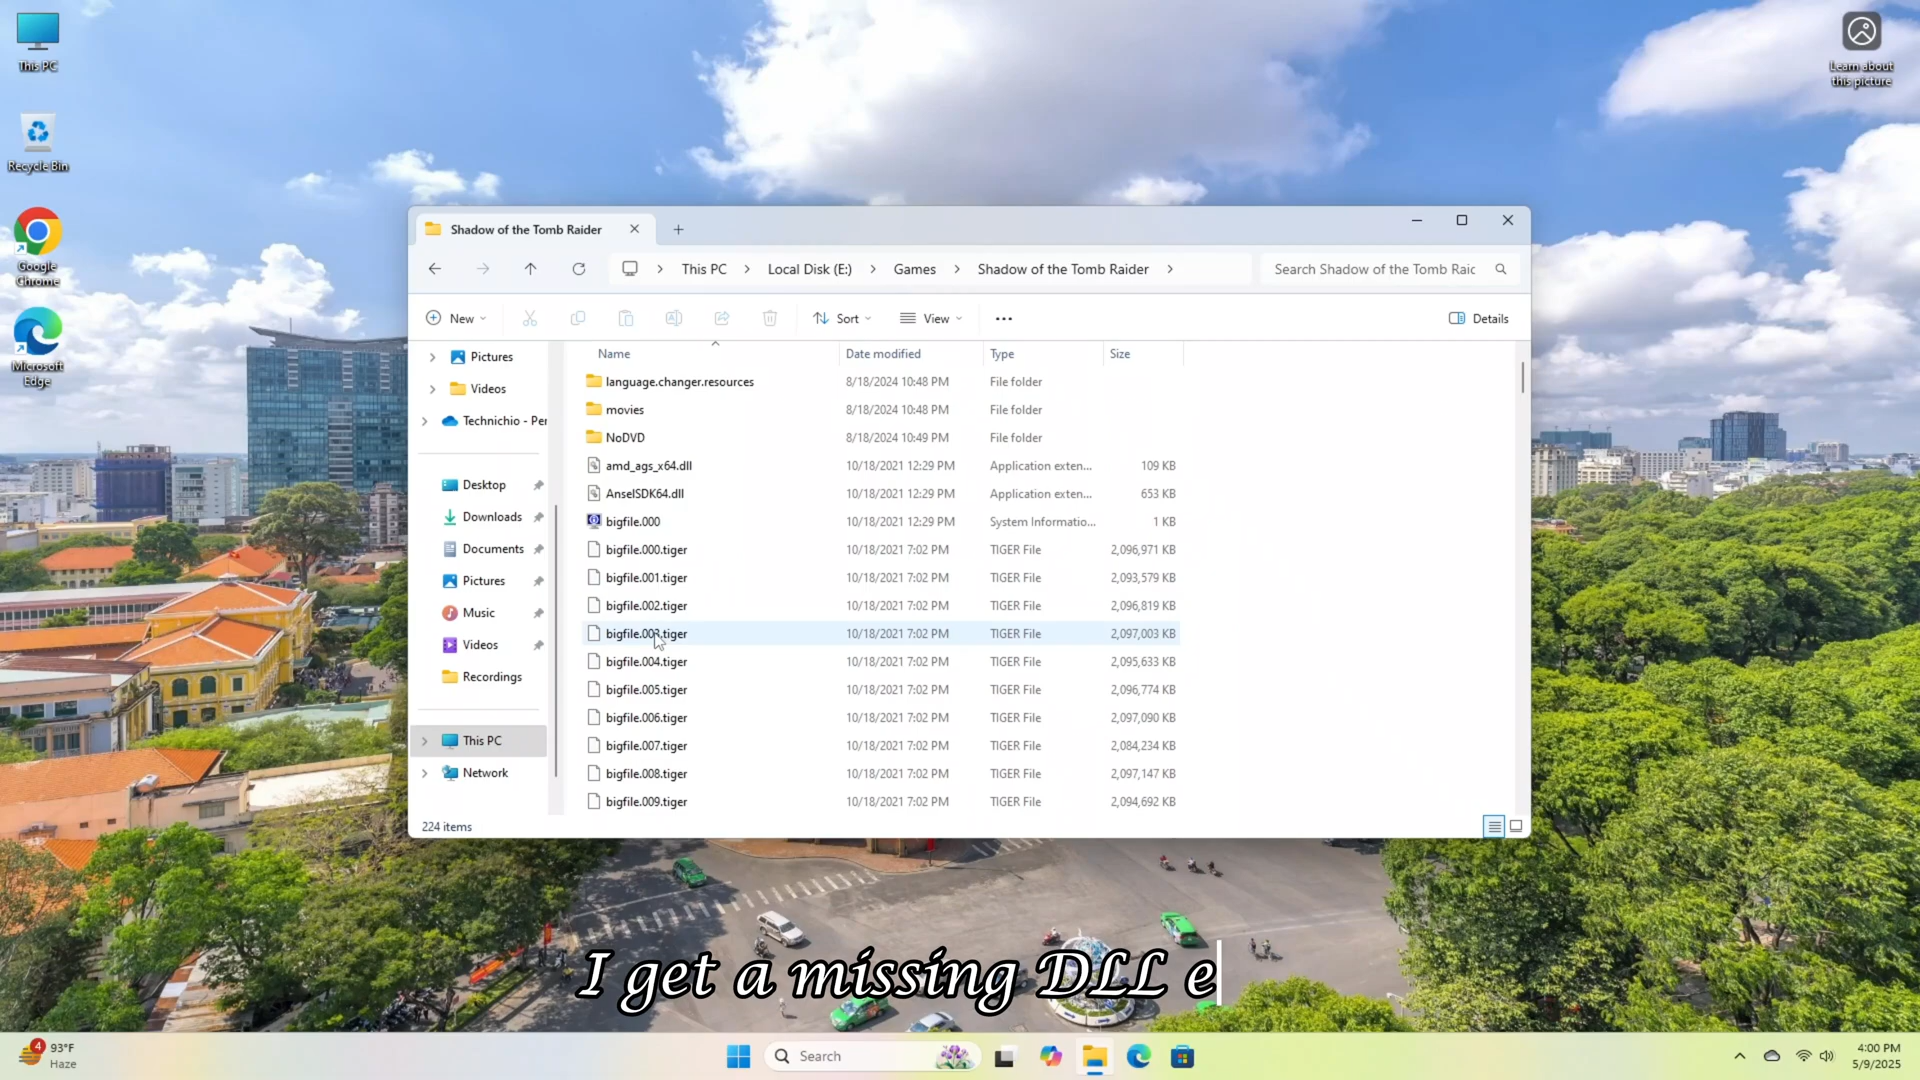 This PC
Recycle Bin
Google
Chrome
Microsoft
Edge
Learn about
this picture
Shadow of the Tomb Raider
This PC
Local Disk (E:)
Games
Shadow of the Tomb Raider
Search Shadow of the Tomb Raic
New
Sort
View
Details
Pictures
Videos
Technichio - Per
Desktop
Downloads
Documents
Pictures
Music
Videos
Recordings
This PC
Network
Name Date modified Type Size
language.changer.resources 8/18/2024 10:48 PM File folder
movies 8/18/2024 10:48 PM File folder
NoDVD 8/18/2024 10:49 PM File folder
amd_ags_x64.dll 10/18/2021 12:29 PM Application exten... 109 KB
AnselSDK64.dll 10/18/2021 12:29 PM Application exten... 653 KB
bigfile.000 10/18/2021 12:29 PM System Informatio... 1 KB
bigfile.000.tiger 10/18/2021 7:02 PM TIGER File 2,096,971 KB
bigfile.001.tiger 10/18/2021 7:02 PM TIGER File 2,093,579 KB
bigfile.002.tiger 10/18/2021 7:02 PM TIGER File 2,096,819 KB
bigfile.003.tiger 10/18/2021 7:02 PM TIGER File 2,097,003 KB
bigfile.004.tiger 10/18/2021 7:02 PM TIGER File 2,095,633 KB
bigfile.005.tiger 10/18/2021 7:02 PM TIGER File 2,096,774 KB
bigfile.006.tiger 10/18/2021 7:02 PM TIGER File 2,097,090 KB
bigfile.007.tiger 10/18/2021 7:02 PM TIGER File 2,084,234 KB
bigfile.008.tiger 10/18/2021 7:02 PM TIGER File 2,097,147 KB
bigfile.009.tiger 10/18/2021 7:02 PM TIGER File 2,094,692 KB
224 items
I get a missing DLL e
4
93°F
Haze
Search
4:00 PM
5/9/2025